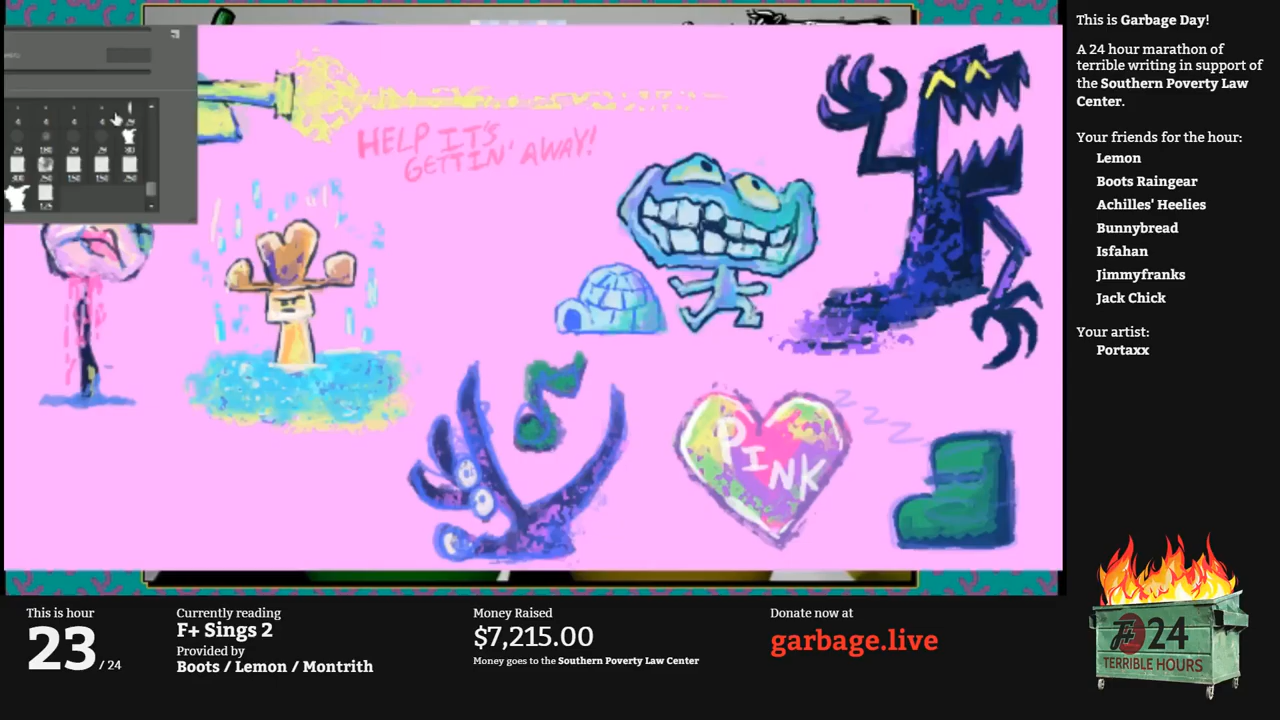 This is Garbage Day!
A 24 hour marathon of
terrible writing in support of
the Southern Poverty Law
Center.
Your friends for the hour:
Lemon
Boots Raingear
Achilles' Heelies
Bunnybread
Isfahan
Jimmyfranks
Jack Chick
Your artist:
Portaxx
HELP IT'S
GETTIN' AWAY!
PINK
Z Z Z Z
This is hour
23 / 24
Currently reading
F+ Sings 2
Provided by
Boots / Lemon / Montrith
Money Raised
$7,215.00
Money goes to the Southern Poverty Law Center
Donate now at
garbage.live
F+ 24
TERRIBLE HOURS